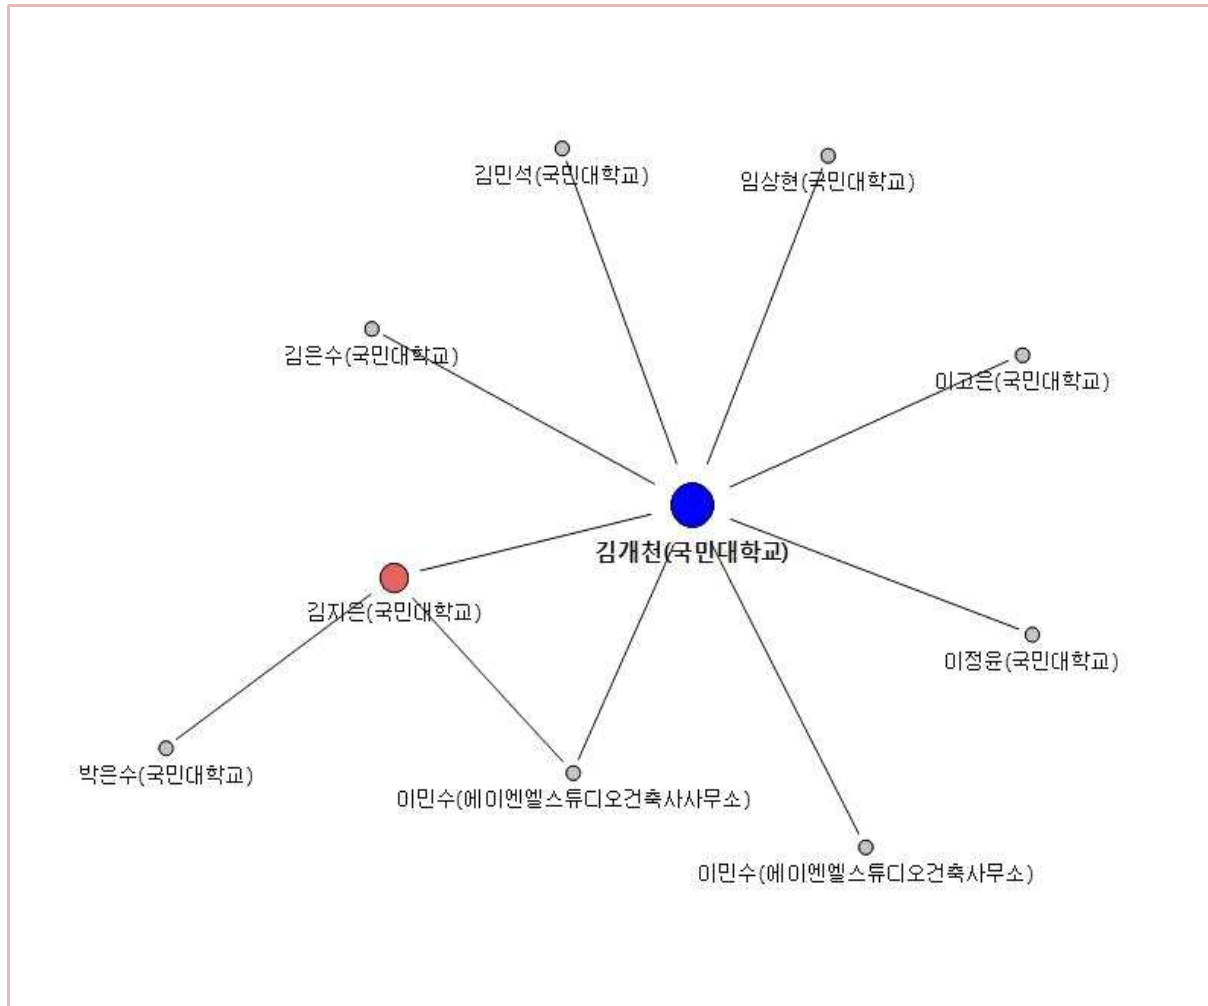 김민석(국민대학교)
임상현(국민대학교)
김은수(국민대학교)
이고은(국민대학교)
김개천(국민대학교)
김지은(국민대학교)
이정윤(국민대학교)
박은수(국민대학교)
이민수(에이엔엘스튜디오건축사사무소)
이민수(에이엔엘스튜디오건축사무소)